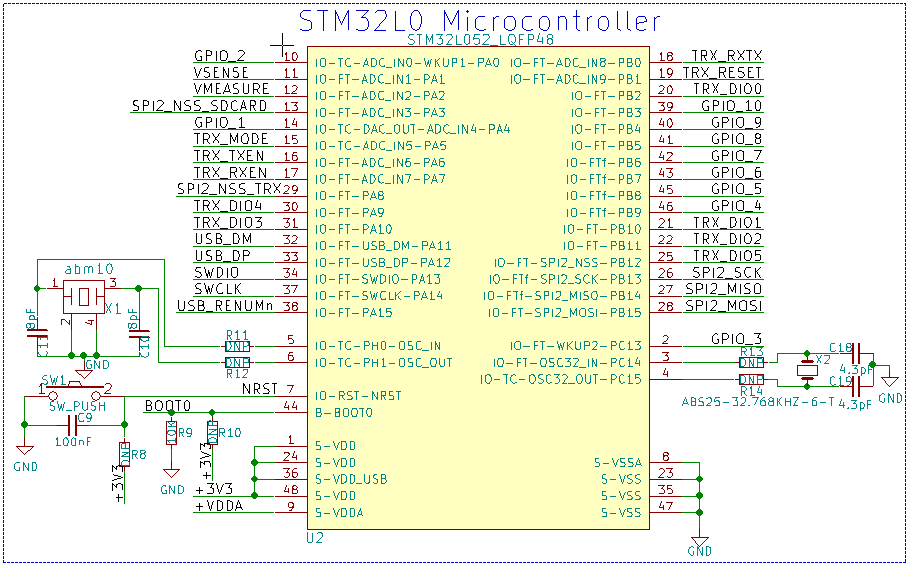 STM32L0 Microcontroller
STM32L052_LQFP48
GPIO_2 10 IO-TC-ADC_IN0-WKUP1-PA0 IO-FT-ADC_IN8-PB0 18 TRX_RXTX
VSENSE 11 IO-FT-ADC_IN1-PA1 IO-FT-ADC_IN9-PB1 19 TRX_RESET
VMEASURE 12 IO-FT-ADC_IN2-PA2 IO-FT-PB2 20 TRX_DIO0
SPI2_NSS_SDCARD 13 IO-FT-ADC_IN3-PA3 IO-FT-PB3 39 GPIO_10
GPIO_1 14 IO-TC-DAC_OUT-ADC_IN4-PA4 IO-FT-PB4 40 GPIO_9
TRX_MODE 15 IO-TC-ADC_IN5-PA5 IO-FT-PB5 41 GPIO_8
TRX_TXEN 16 IO-FT-ADC_IN6-PA6 IO-FTf-PB6 42 GPIO_7
TRX_RXEN 17 IO-FT-ADC_IN7-PA7 IO-FTf-PB7 43 GPIO_6
SPI2_NSS_TRX 29 IO-FT-PA8 IO-FTf-PB8 45 GPIO_5
TRX_DIO4 30 IO-FT-PA9 IO-FTf-PB9 46 GPIO_4
TRX_DIO3 31 IO-FT-PA10 IO-FT-PB10 21 TRX_DIO1
USB_DM 32 IO-FT-USB_DM-PA11 IO-FT-PB11 22 TRX_DIO2
USB_DP 33 IO-FT-USB_DP-PA12 IO-FT-SPI2_NSS-PB12 25 TRX_DIO5
SWDIO 34 IO-FT-SWDIO-PA13 IO-FTf-SPI2_SCK-PB13 26 SPI2_SCK
SWCLK 37 IO-FT-SWCLK-PA14 IO-FTf-SPI2_MISO-PB14 27 SPI2_MISO
USB_RENUMn 38 IO-FT-PA15 IO-FT-SPI2_MOSI-PB15 28 SPI2_MOSI
abm10
1 3
X1
2 4
8pF 8pF
C11 C10
GND
R11
DNP 5 IO-TC-PH0-OSC_IN IO-FT-WKUP2-PC13 2 GPIO_3
DNP 6 IO-TC-PH1-OSC_OUT IO-FT-OSC32_IN-PC14 3
R12
IO-TC-OSC32_OUT-PC15 4
R13 DNP
DNP R14
X2
C18
4.3pF
C19
4.3pF
GND
ABS25-32.768KHZ-6-T
SW1
1 2
SW_PUSH
C9
100nF
GND
NRST 7 IO-RST-NRST
BOOT0 44 B-BOOT0
DNP R8
+3V3
10K R9
GND
DNP R10
+3V3
1 S-VDD
24 S-VDD S-VSSA 8
36 S-VDD_USB S-VSS 23
+3V3 48 S-VDD S-VSS 35
+VDDA 9 S-VDDA S-VSS 47
U2
GND